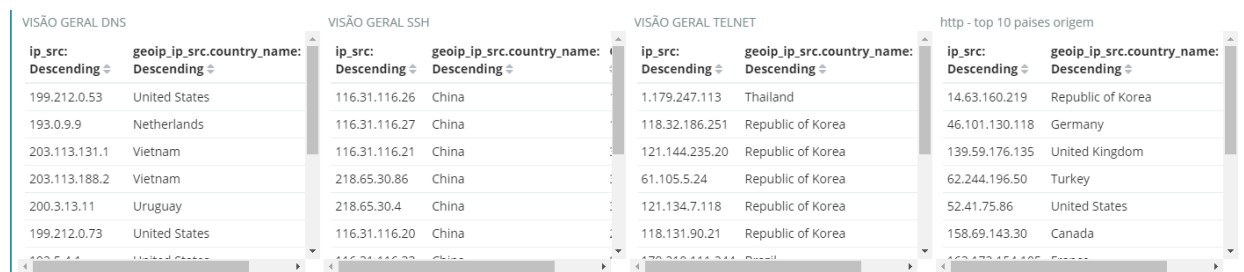 VISÃO GERAL DNS
ip_src: Descending geoip_ip_src.country_name: Descending
199.212.0.53 United States
193.0.9.9 Netherlands
203.113.131.1 Vietnam
203.113.188.2 Vietnam
200.3.13.11 Uruguay
199.212.0.73 United States
United States
VISÃO GERAL SSH
ip_src: Descending geoip_ip_src.country_name: Descending
116.31.116.26 China
116.31.116.27 China
116.31.116.21 China
218.65.30.86 China
218.65.30.4 China
116.31.116.20 China
China
VISÃO GERAL TELNET
ip_src: Descending geoip_ip_src.country_name: Descending
1.179.247.113 Thailand
118.32.186.251 Republic of Korea
121.144.235.20 Republic of Korea
61.105.5.24 Republic of Korea
121.134.7.118 Republic of Korea
118.131.90.21 Republic of Korea
Brazil
http - top 10 paises origem
ip_src: Descending geoip_ip_src.country_name: Descending
14.63.160.219 Republic of Korea
46.101.130.118 Germany
139.59.176.135 United Kingdom
62.244.196.50 Turkey
52.41.75.86 United States
158.69.143.30 Canada
France